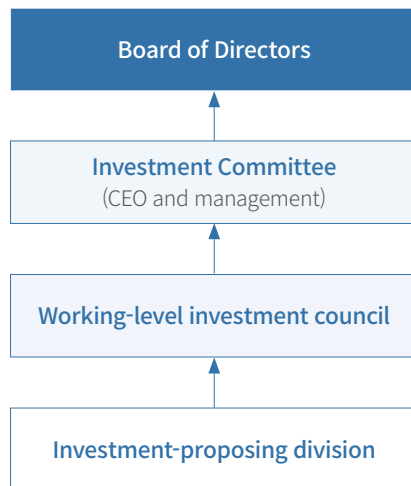 Board of Directors
Investment Committee
(CEO and management)
Working-level investment council
Investment-proposing division